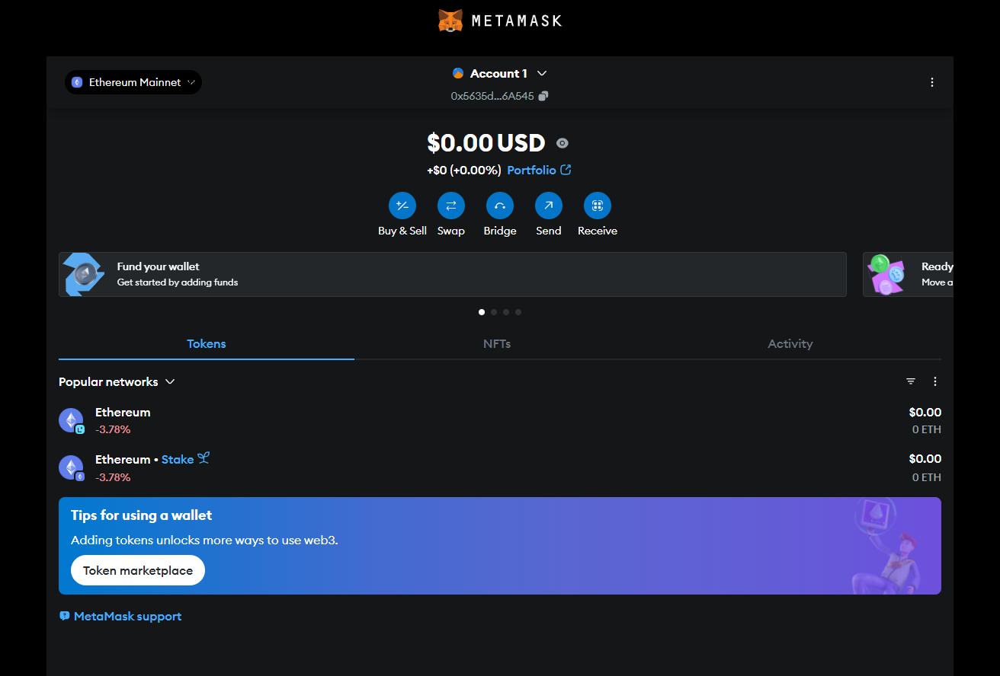 METAMASK
Ethereum Mainnet
Account 1
0x5635d...6A545
$0.00 USD
+$0 (+0.00%) Portfolio
Buy & Sell Swap Bridge Send Receive
Fund your wallet
Get started by adding funds
Ready
Move a
Tokens NFTs Activity
Popular networks
Ethereum $0.00
-3.78% 0 ETH
Ethereum • Stake $0.00
-3.78% 0 ETH
Tips for using a wallet
Adding tokens unlocks more ways to use web3.
Token marketplace
MetaMask support